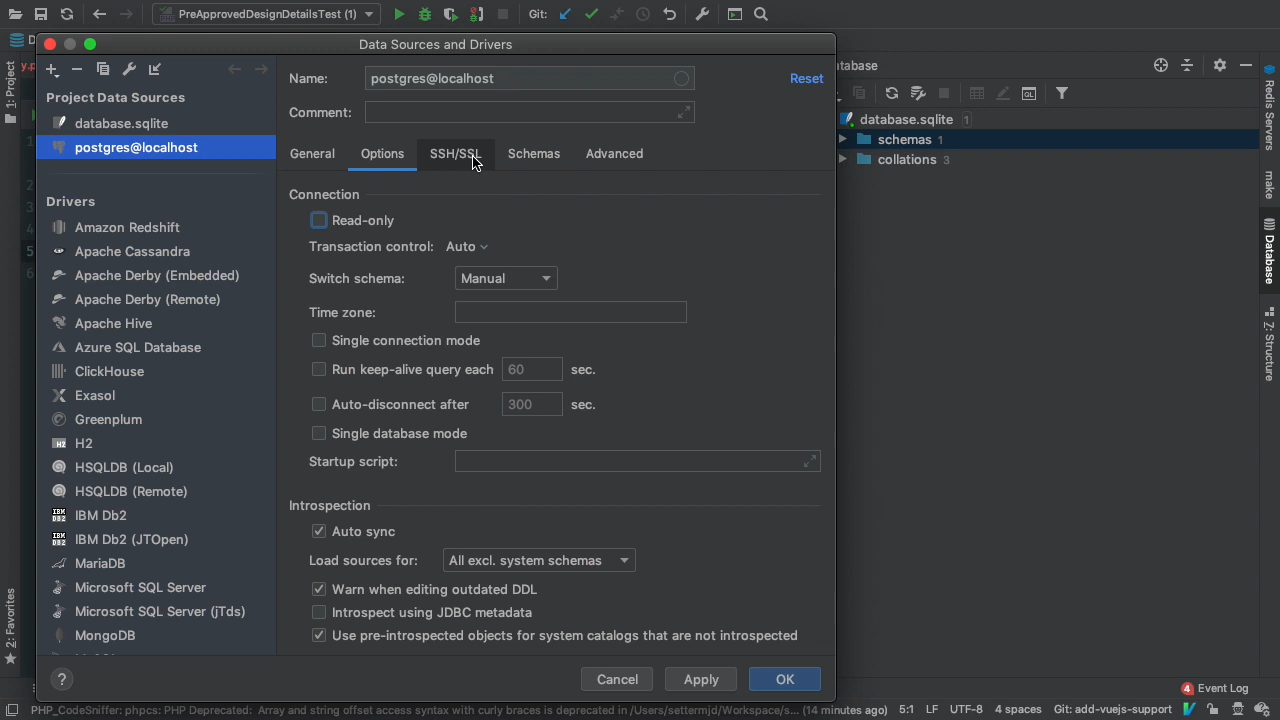 PreApprovedDesignDetailsTest (1)
Git:
Data Sources and Drivers
Project Data Sources
database.sqlite
postgres@localhost
Drivers
Amazon Redshift
Apache Cassandra
Apache Derby (Embedded)
Apache Derby (Remote)
Apache Hive
Azure SQL Database
ClickHouse
Exasol
Greenplum
H2
HSQLDB (Local)
HSQLDB (Remote)
IBM Db2
IBM Db2 (JTOpen)
MariaDB
Microsoft SQL Server
Microsoft SQL Server (jTds)
MongoDB
Name: postgres@localhost
Reset
Comment:
General Options SSH/SSL Schemas Advanced
Connection
Read-only
Transaction control: Auto
Switch schema: Manual
Time zone:
Single connection mode
Run keep-alive query each 60 sec.
Auto-disconnect after 300 sec.
Single database mode
Startup script:
Introspection
Auto sync
Load sources for: All excl. system schemas
Warn when editing outdated DDL
Introspect using JDBC metadata
Use pre-introspected objects for system catalogs that are not introspected
? Cancel Apply OK
tabase
database.sqlite 1
schemas 1
collations 3
1: Project
2: Favorites
Redis Servers
make
Database
7: Structure
4 Event Log
PHP_CodeSniffer: phpcs: PHP Deprecated: Array and string offset access syntax with curly braces is deprecated in /Users/settermjd/Workspace/s... (14 minutes ago) 5:1 LF UTF-8 4 spaces Git: add-vuejs-support